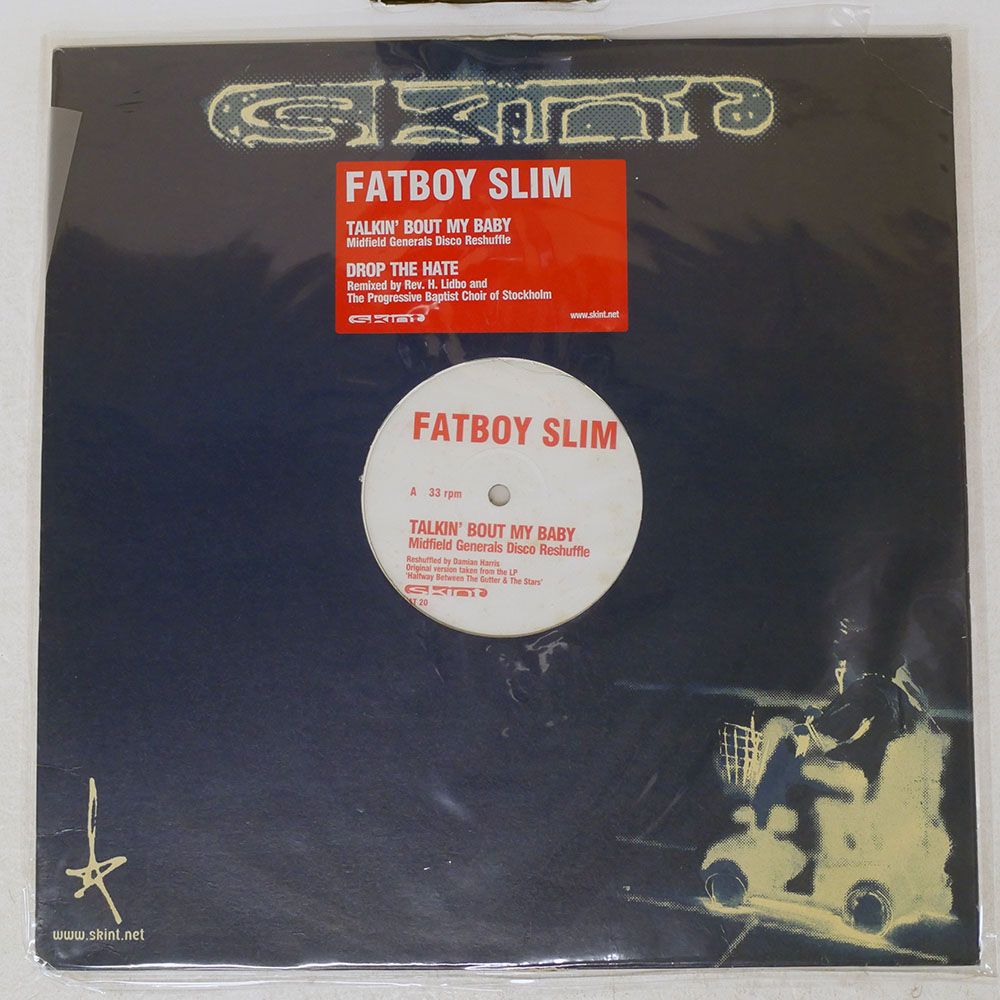 skint
FATBOY SLIM
TALKIN' BOUT MY BABY
Midfield Generals Disco Reshuffle
DROP THE HATE
Remixed by Rev. H. Lidbo and
The Progressive Baptist Choir of Stockholm
skint
www.skint.net
FATBOY SLIM
A 33 rpm
TALKIN' BOUT MY BABY
Midfield Generals Disco Reshuffle
Reshuffled by Damian Harris
Original version taken from the LP
'Halfway Between The Gutter & The Stars'
skint
AT 20
www.skint.net